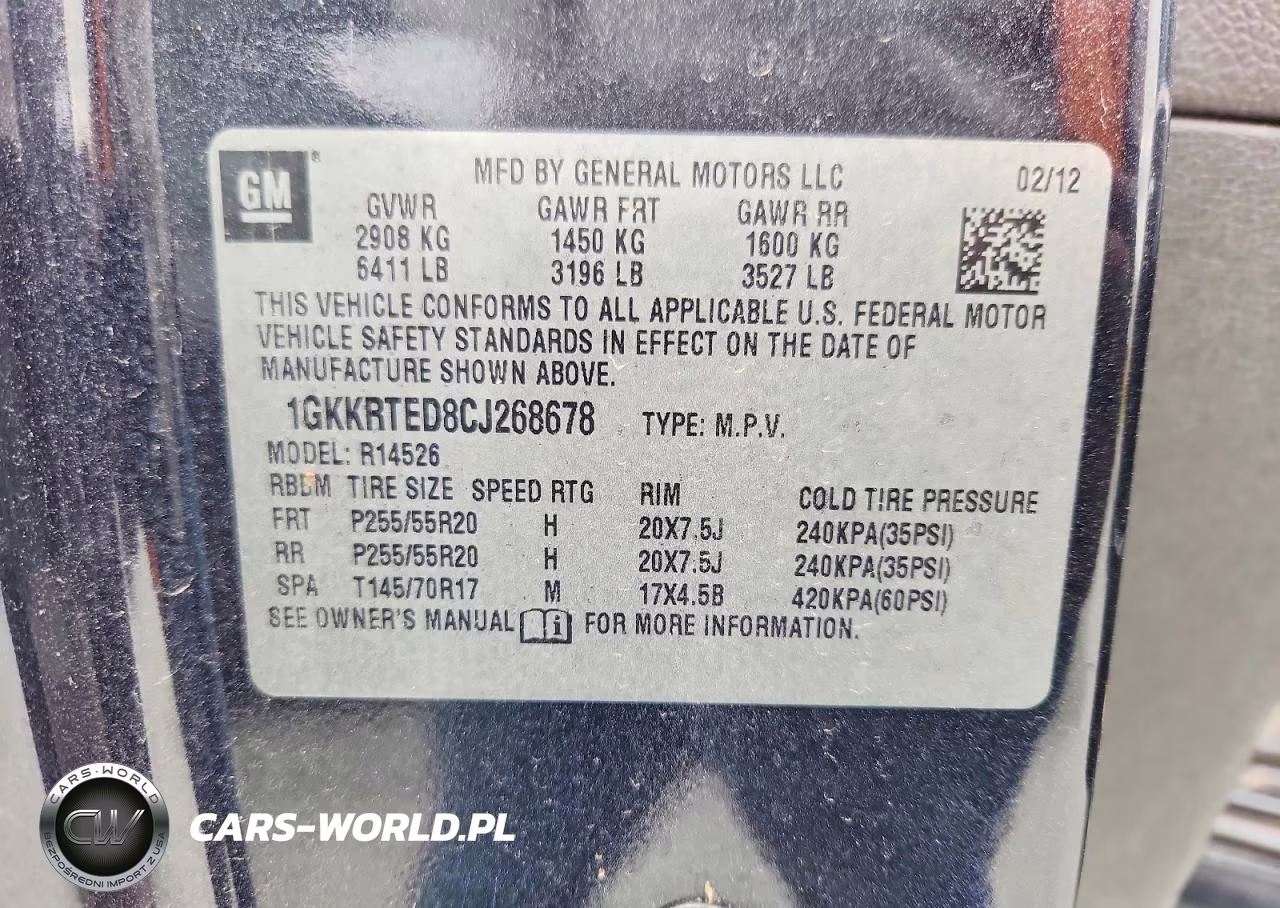 GM ®
MFD BY GENERAL MOTORS LLC 02/12
GVWR GAWR FRT GAWR RR
2908 KG 1450 KG 1600 KG
6411 LB 3196 LB 3527 LB
THIS VEHICLE CONFORMS TO ALL APPLICABLE U.S. FEDERAL MOTOR
VEHICLE SAFETY STANDARDS IN EFFECT ON THE DATE OF
MANUFACTURE SHOWN ABOVE.
1GKKRTED8CJ268678 TYPE: M.P.V.
MODEL: R14526
RBDM TIRE SIZE SPEED RTG RIM COLD TIRE PRESSURE
FRT P255/55R20 H 20X7.5J 240KPA(35PSI)
RR P255/55R20 H 20X7.5J 240KPA(35PSI)
SPA T145/70R17 M 17X4.5B 420KPA(60PSI)
SEE OWNER'S MANUAL i FOR MORE INFORMATION.
CARS-WORLD
CW
BEZPOŚREDNI IMPORT Z USA
CARS-WORLD.PL